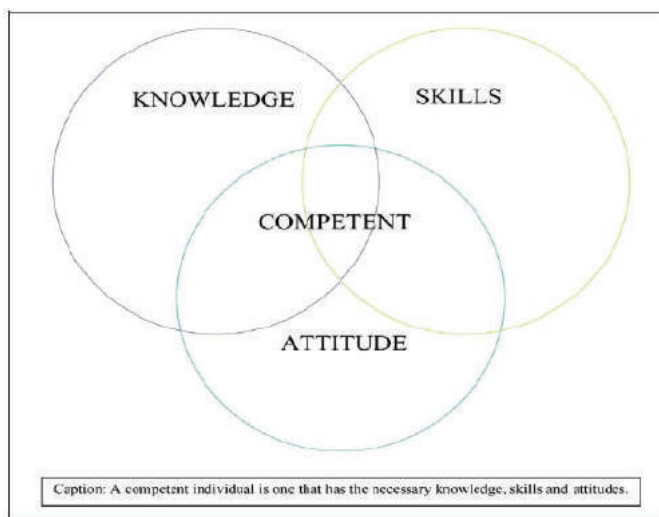 KNOWLEDGE
SKILLS
COMPETENT
ATTITUDE
Caption: A competent individual is one that has the necessary knowledge, skills and attitudes.